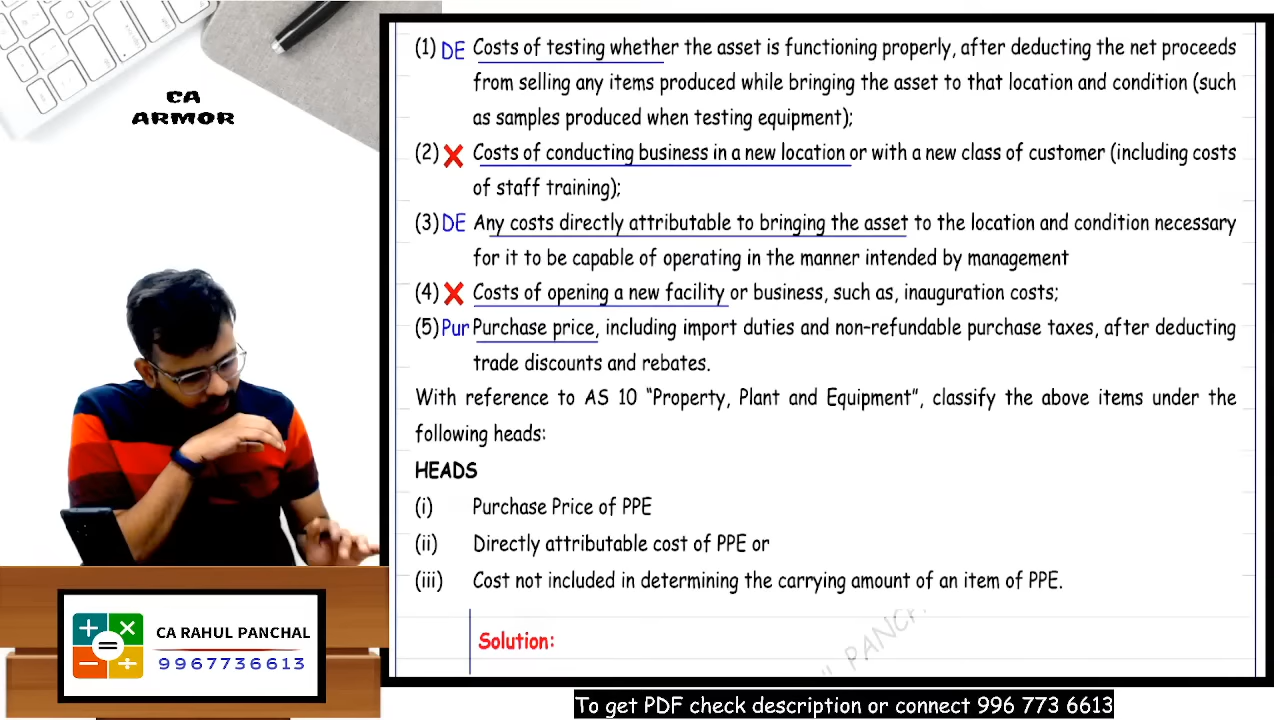 CA
ARMOR
(1) DE Costs of testing whether the asset is functioning properly, after deducting the net proceeds
from selling any items produced while bringing the asset to that location and condition (such
as samples produced when testing equipment);
(2) X Costs of conducting business in a new location or with a new class of customer (including costs
of staff training);
(3) DE Any costs directly attributable to bringing the asset to the location and condition necessary
for it to be capable of operating in the manner intended by management
(4) X Costs of opening a new facility or business, such as, inauguration costs;
(5) Pur Purchase price, including import duties and non-refundable purchase taxes, after deducting
trade discounts and rebates.
With reference to AS 10 “Property, Plant and Equipment”, classify the above items under the
following heads:
HEADS
(i) Purchase Price of PPE
(ii) Directly attributable cost of PPE or
(iii) Cost not included in determining the carrying amount of an item of PPE.
Solution:
CA RAHUL PANCHAL
9967736613
To get PDF check description or connect 996 773 6613